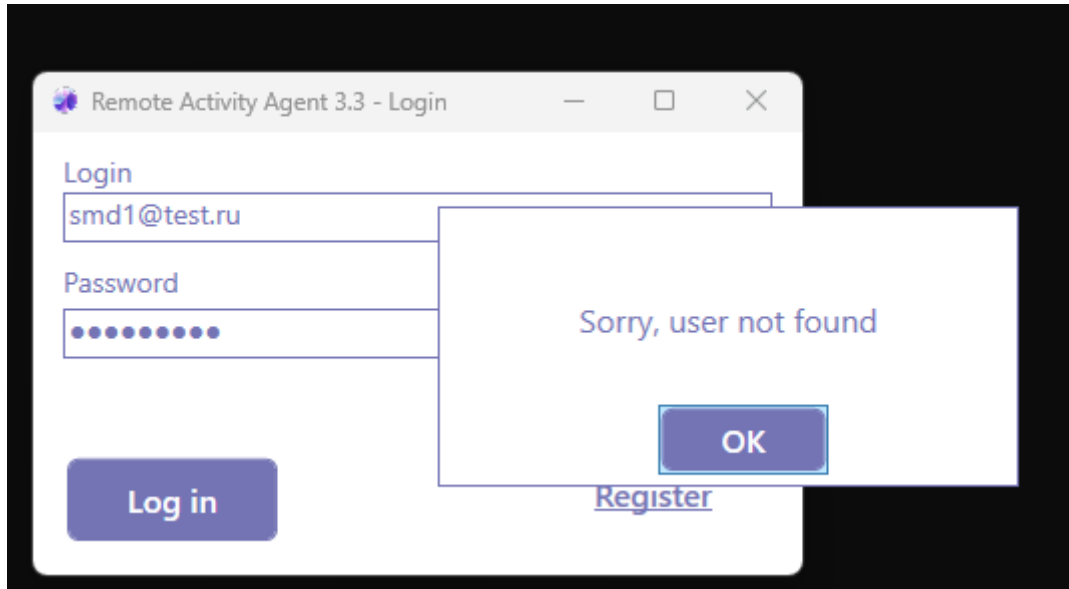 Remote Activity Agent 3.3 - Login
Login
smd1@test.ru
Password
Sorry, user not found
OK
Log in
Register